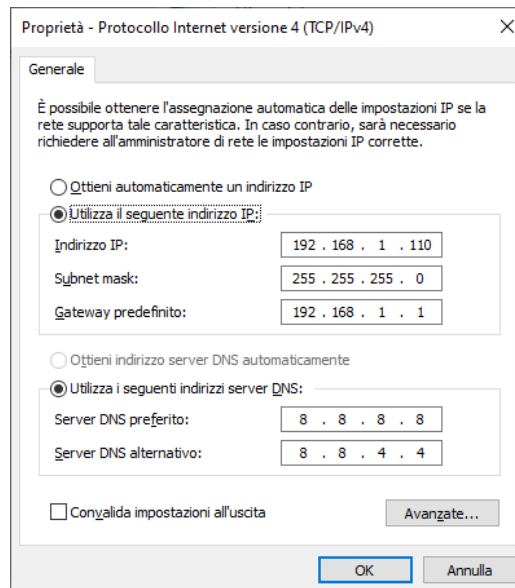 Proprietà - Protocollo Internet versione 4 (TCP/IPv4)
Generale
È possibile ottenere l'assegnazione automatica delle impostazioni IP se la
rete supporta tale caratteristica. In caso contrario, sarà necessario
richiedere all'amministratore di rete le impostazioni IP corrette.
Ottieni automaticamente un indirizzo IP
Utilizza il seguente indirizzo IP:
Indirizzo IP: 192 . 168 . 1 . 110
Subnet mask: 255 . 255 . 255 . 0
Gateway predefinito: 192 . 168 . 1 . 1
Ottieni indirizzo server DNS automaticamente
Utilizza i seguenti indirizzi server DNS:
Server DNS preferito: 8 . 8 . 8 . 8
Server DNS alternativo: 8 . 8 . 4 . 4
Convalida impostazioni all'uscita
Avanzate...
OK Annulla